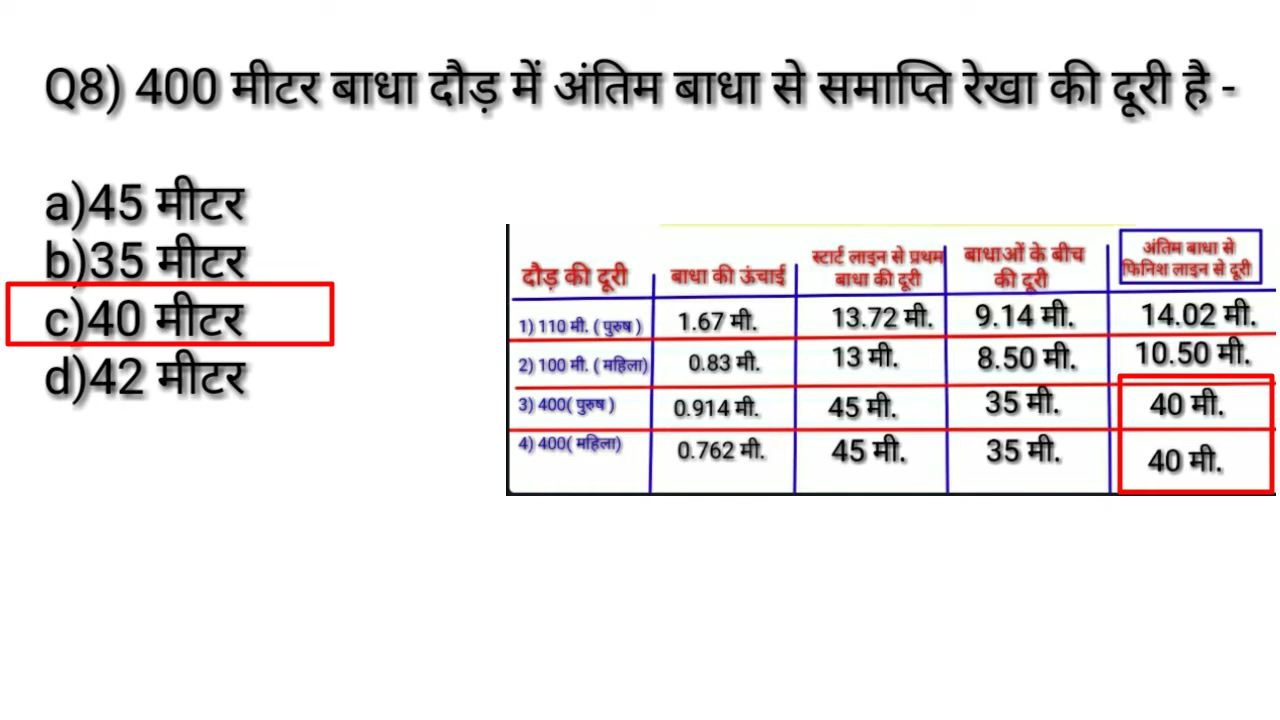 Q8) 400 मीटर बाधा दौड़ में अंतिम बाधा से समाप्ति रेखा की दूरी है -
a)45 मीटर
b)35 मीटर
c)40 मीटर
d)42 मीटर
दौड़ की दूरी बाधा की ऊंचाई स्टार्ट लाइन से प्रथम बाधा की दूरी बाधाओं के बीच की दूरी अंतिम बाधा से फिनिश लाइन से दूरी
1) 110 मी. ( पुरुष ) 1.67 मी. 13.72 मी. 9.14 मी. 14.02 मी.
2) 100 मी. ( महिला) 0.83 मी. 13 मी. 8.50 मी. 10.50 मी.
3) 400( पुरुष ) 0.914 मी. 45 मी. 35 मी. 40 मी.
4) 400( महिला) 0.762 मी. 45 मी. 35 मी. 40 मी.